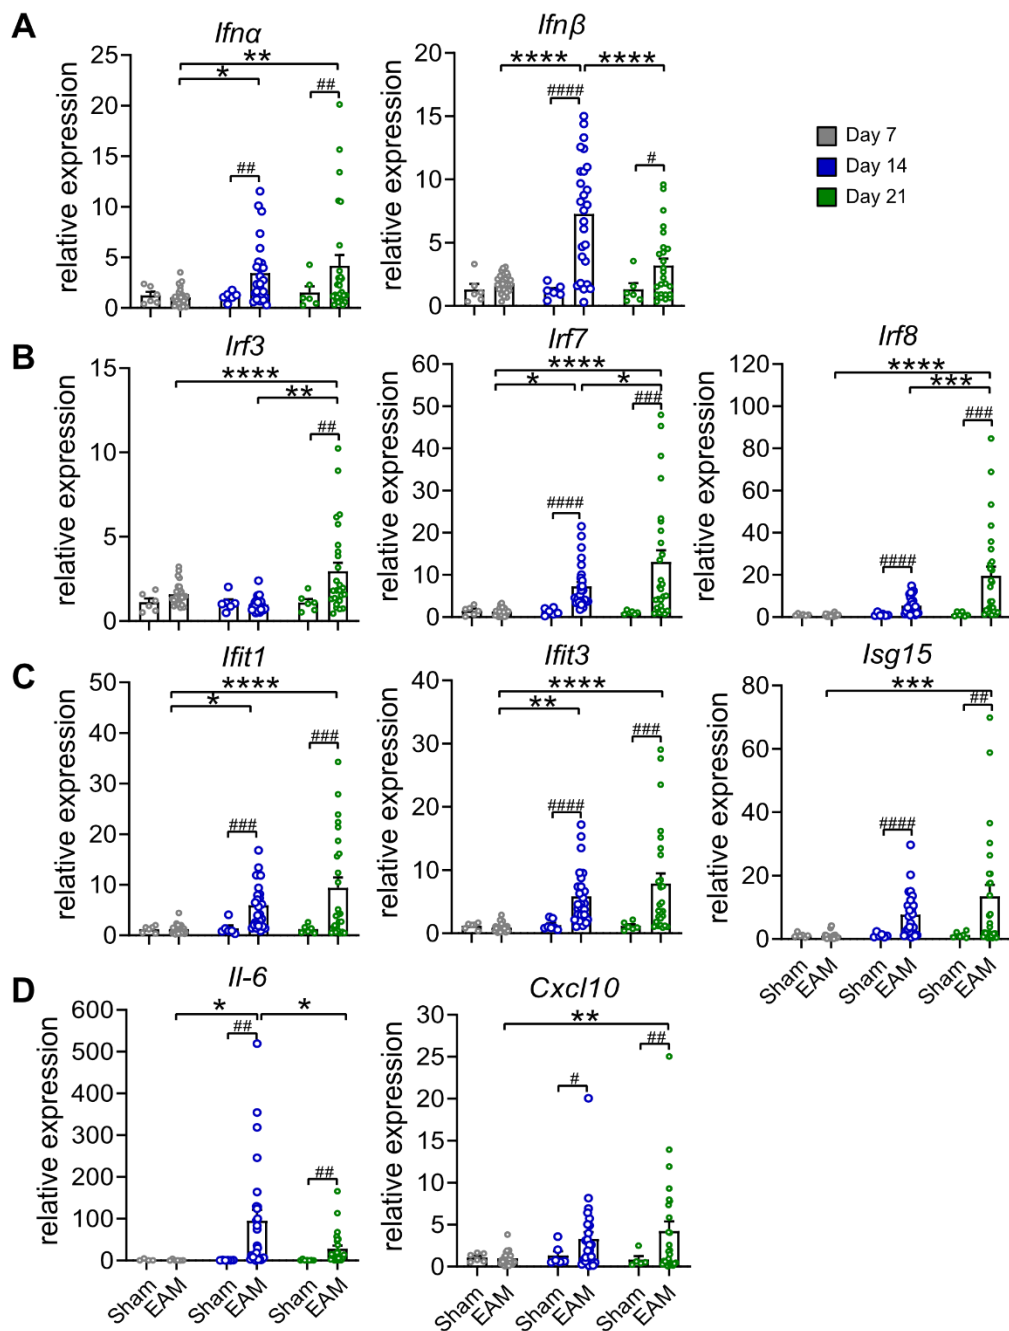 A
Ifnα
Ifnβ
relative expression
25
20
15
10
5
0
**
*
##
##
relative expression
20
15
10
5
0
****
****
####
#
Day 7
Day 14
Day 21
B
Irf3
Irf7
Irf8
relative expression
15
10
5
0
****
**
##
relative expression
60
50
40
30
20
10
0
****
*
*
###
####
relative expression
120
100
80
60
40
20
0
****
***
###
####
C
Ifit1
Ifit3
Isg15
relative expression
50
40
30
20
10
0
****
*
###
###
relative expression
40
30
20
10
0
****
**
###
####
relative expression
80
60
40
20
0
***
##
####
Sham
EAM
Sham
EAM
Sham
EAM
D
Il-6
Cxcl10
relative expression
600
500
400
300
200
100
0
*
*
##
##
Sham
EAM
Sham
EAM
Sham
EAM
relative expression
30
25
20
15
10
5
0
**
##
#
Sham
EAM
Sham
EAM
Sham
EAM